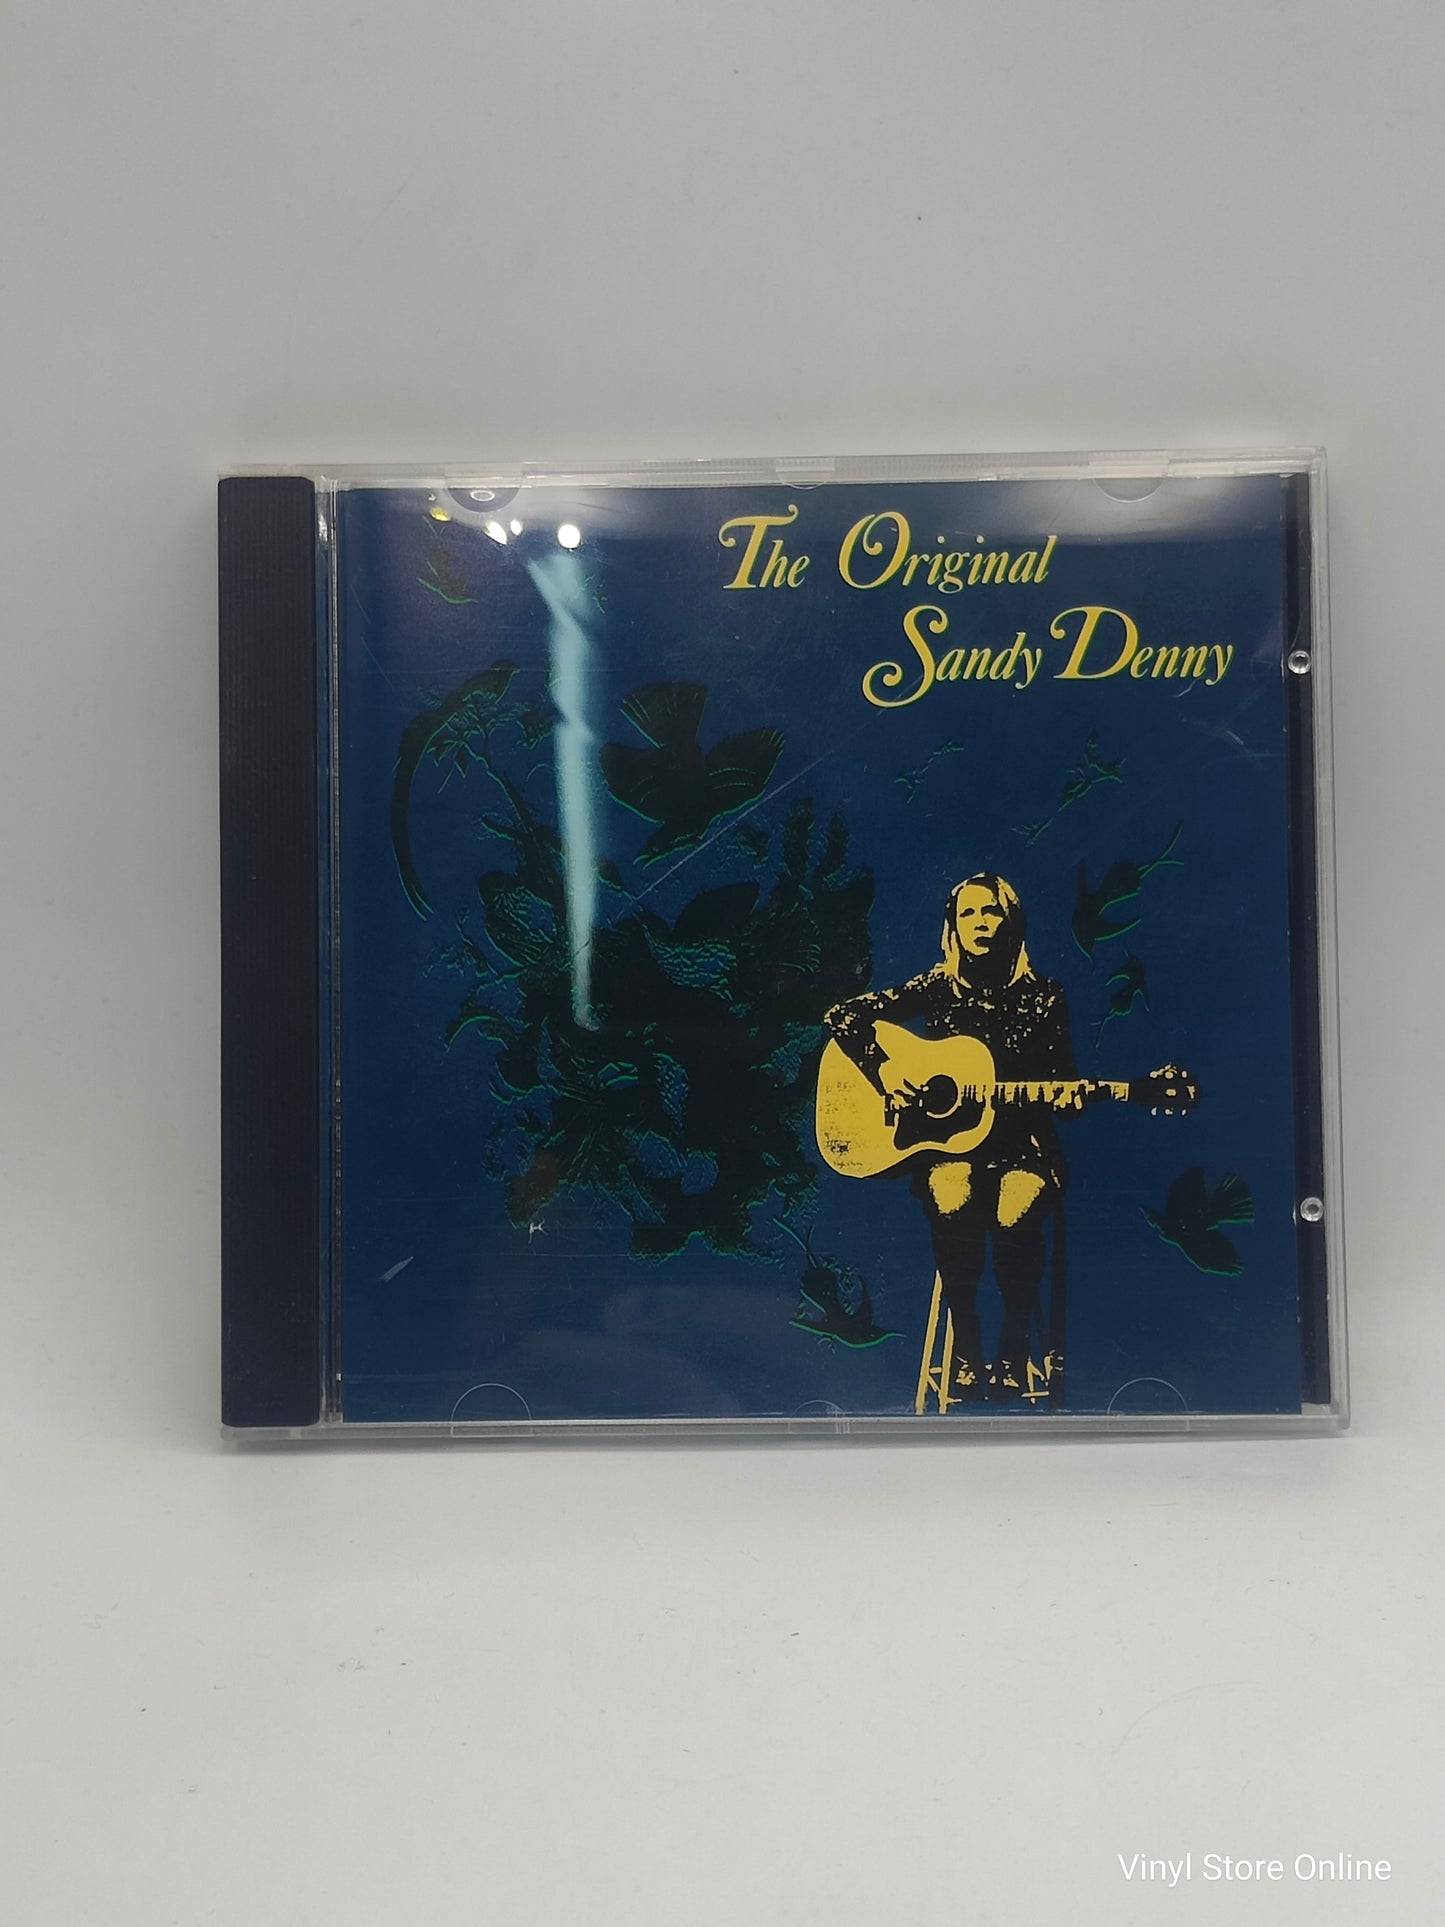 The Original
Sandy Denny
Vinyl Store Online